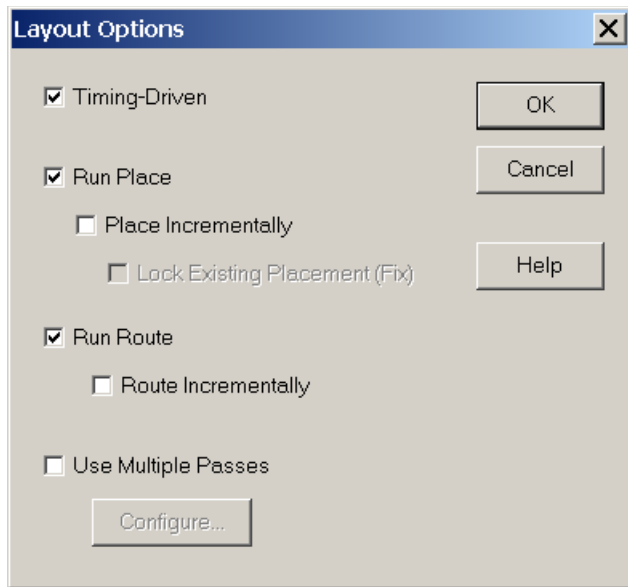 Layout Options
Timing-Driven
OK
Run Place
Cancel
Place Incrementally
Lock Existing Placement (Fix)
Help
Run Route
Route Incrementally
Use Multiple Passes
Configure...